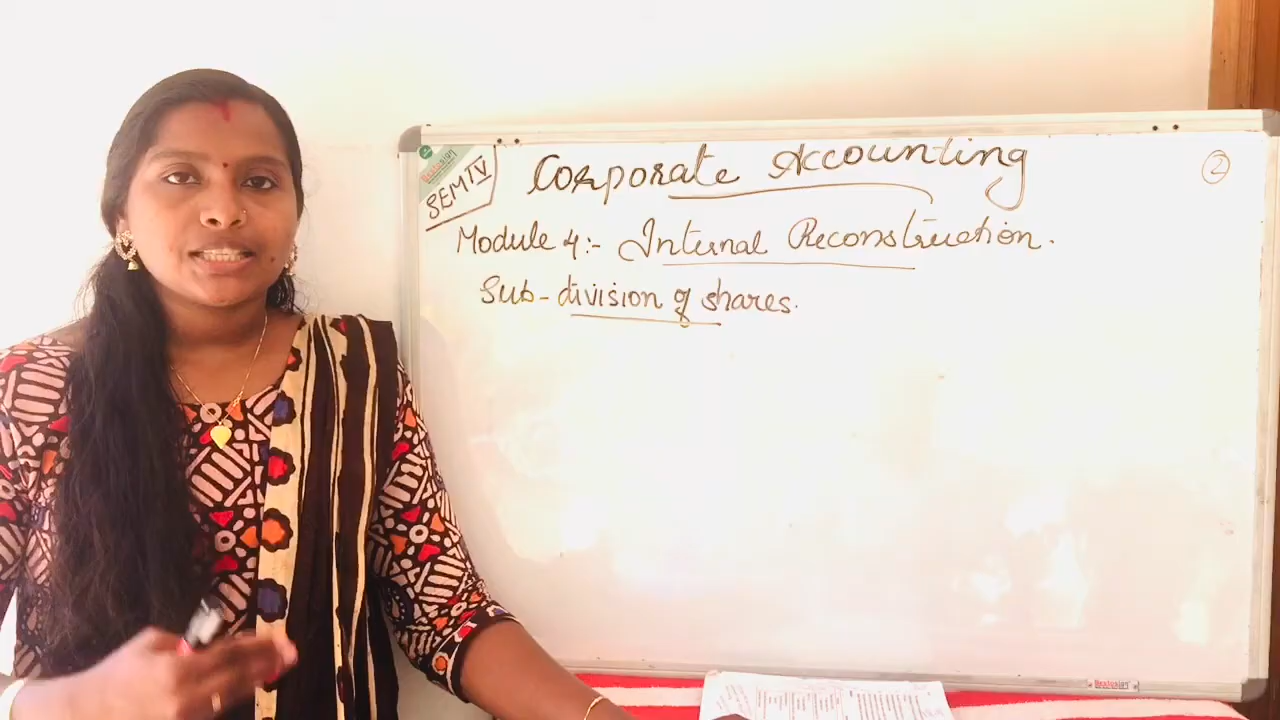 SEM IV
Corporate Accounting
2
Module 4:- Internal Reconstruction.
Sub-division of shares.